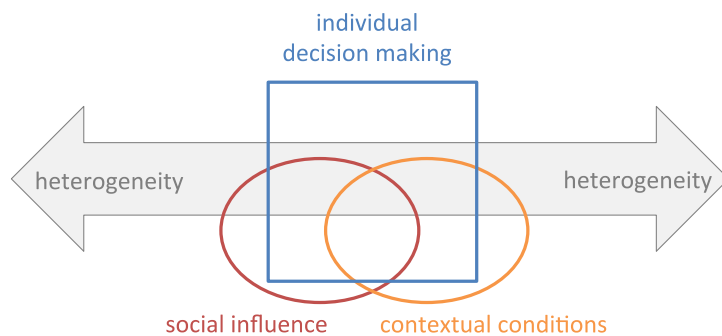 individual
decision making
heterogeneity
heterogeneity
social influence
contextual conditions